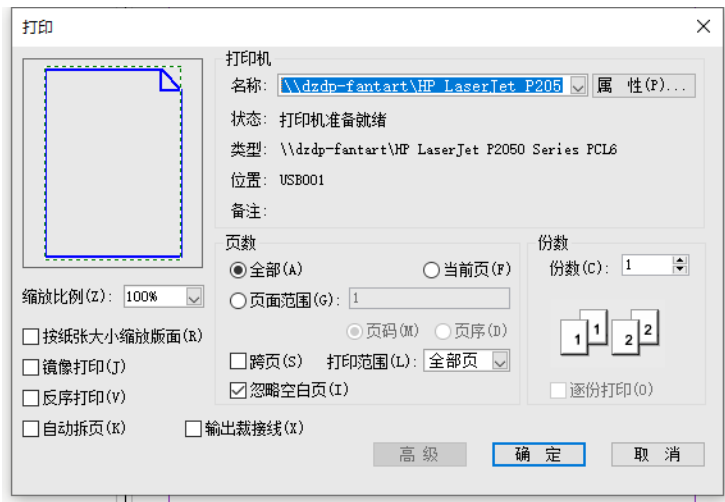 打印
打印机
名称: \\dzdp-fantart\HP LaserJet P205 属 性(P)...
状态: 打印机准备就绪
类型: \\dzdp-fantart\HP LaserJet P2050 Series PCL6
位置: USB001
备注:
页数
全部(A) 当前页(F)
页面范围(G): 1
页码(M) 页序(D)
跨页(S) 打印范围(L): 全部页
忽略空白页(I)
份数
份数(C): 1
1 1 2 2
逐份打印(O)
缩放比例(Z): 100%
按纸张大小缩放版面(R)
镜像打印(J)
反序打印(V)
自动拆页(K) 输出裁接线(X)
高 级 确 定 取 消